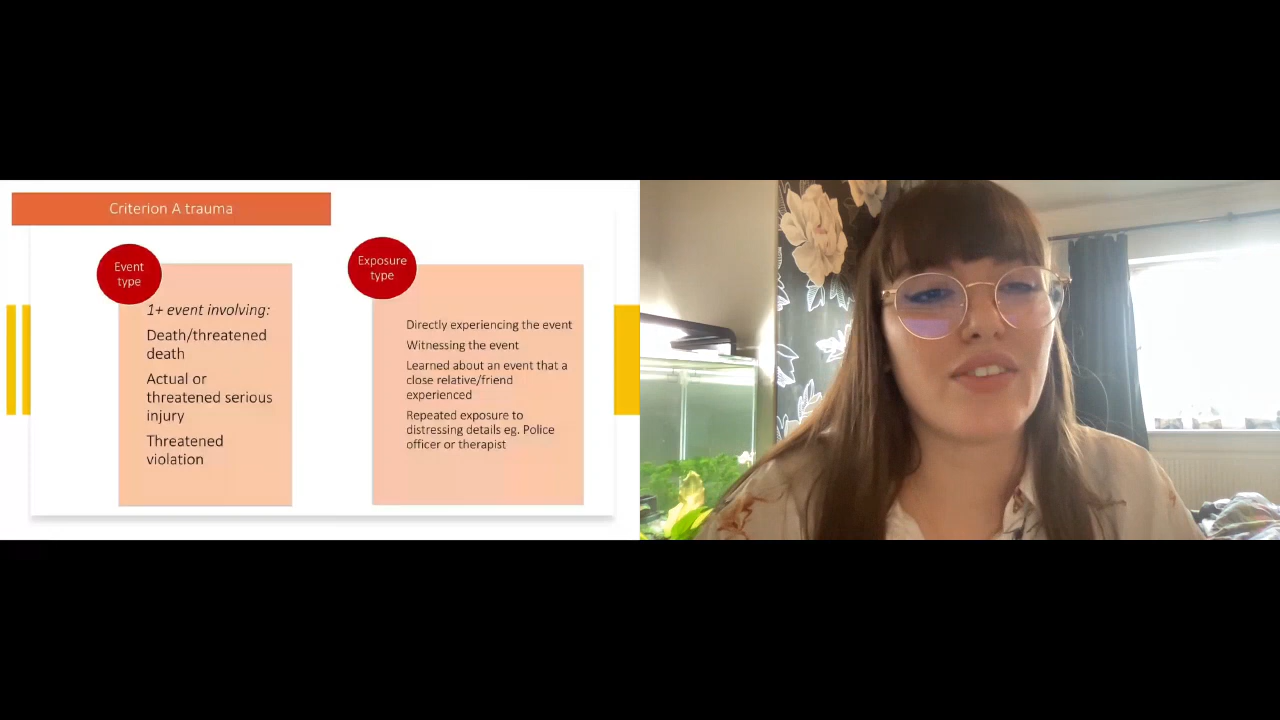 Criterion A trauma
Event
type
1+ event involving:
Death/threatened
death
Actual or
threatened serious
injury
Threatened
violation
Exposure
type
Directly experiencing the event
Witnessing the event
Learned about an event that a
close relative/friend
experienced
Repeated exposure to
distressing details eg. Police
officer or therapist